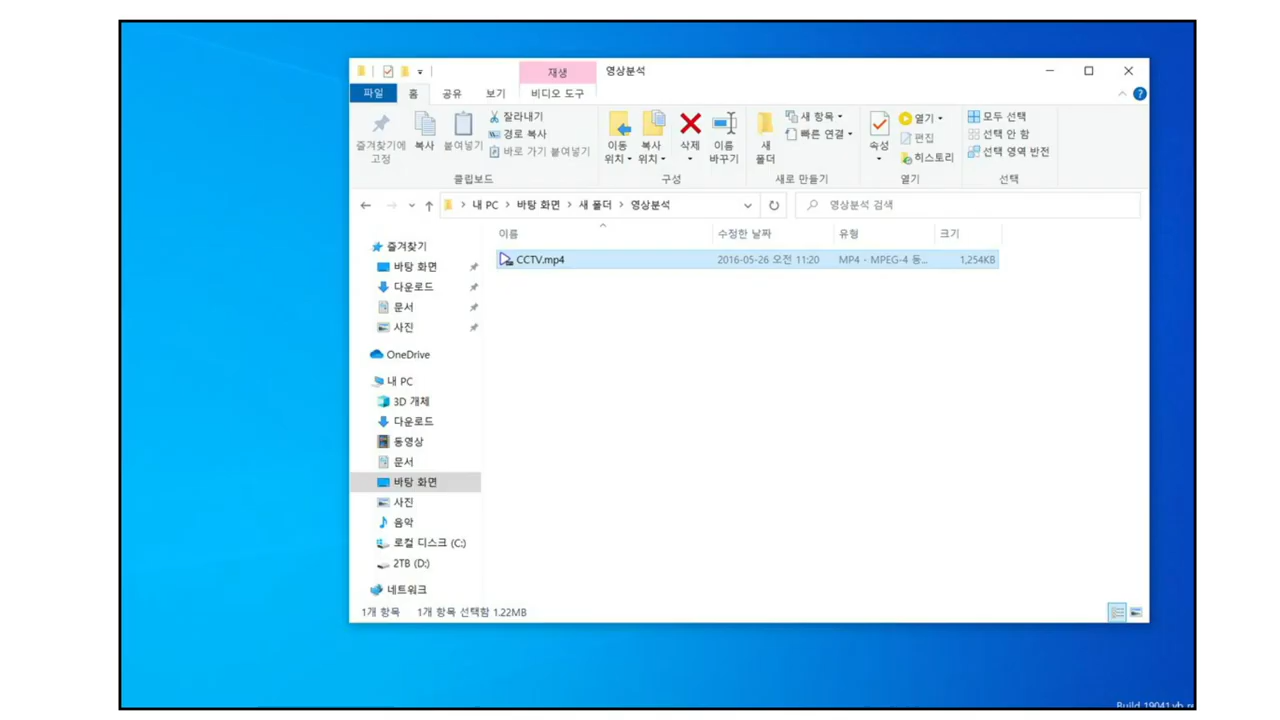 재생 영상분석
파일 홈 공유 보기 비디오 도구
즐겨찾기에 고정
복사
붙여넣기
잘라내기
경로 복사
바로 가기 붙여넣기
클립보드
이동 위치
복사 위치
삭제
이름 바꾸기
구성
새 폴더
새 항목
빠른 연결
새로 만들기
속성
열기
편집
히스토리
열기
모두 선택
선택 안 함
선택 영역 반전
선택
내 PC > 바탕 화면 > 새 폴더 > 영상분석
영상분석 검색
이름 수정한 날짜 유형 크기
CCTV.mp4 2016-05-26 오전 11:20 MP4 - MPEG-4 동... 1,254KB
즐겨찾기
바탕 화면
다운로드
문서
사진
OneDrive
내 PC
3D 개체
다운로드
동영상
문서
바탕 화면
사진
음악
로컬 디스크 (C:)
2TB (D:)
네트워크
1개 항목 1개 항목 선택함 1.22MB
Build 19041.vb